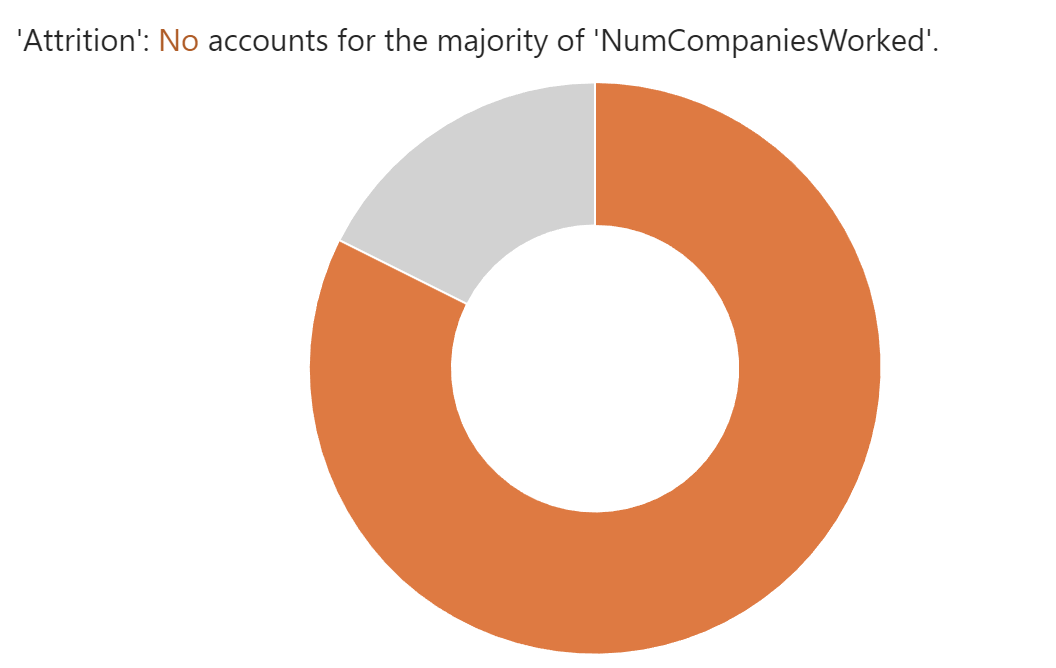 'Attrition': No accounts for the majority of 'NumCompaniesWorked'.